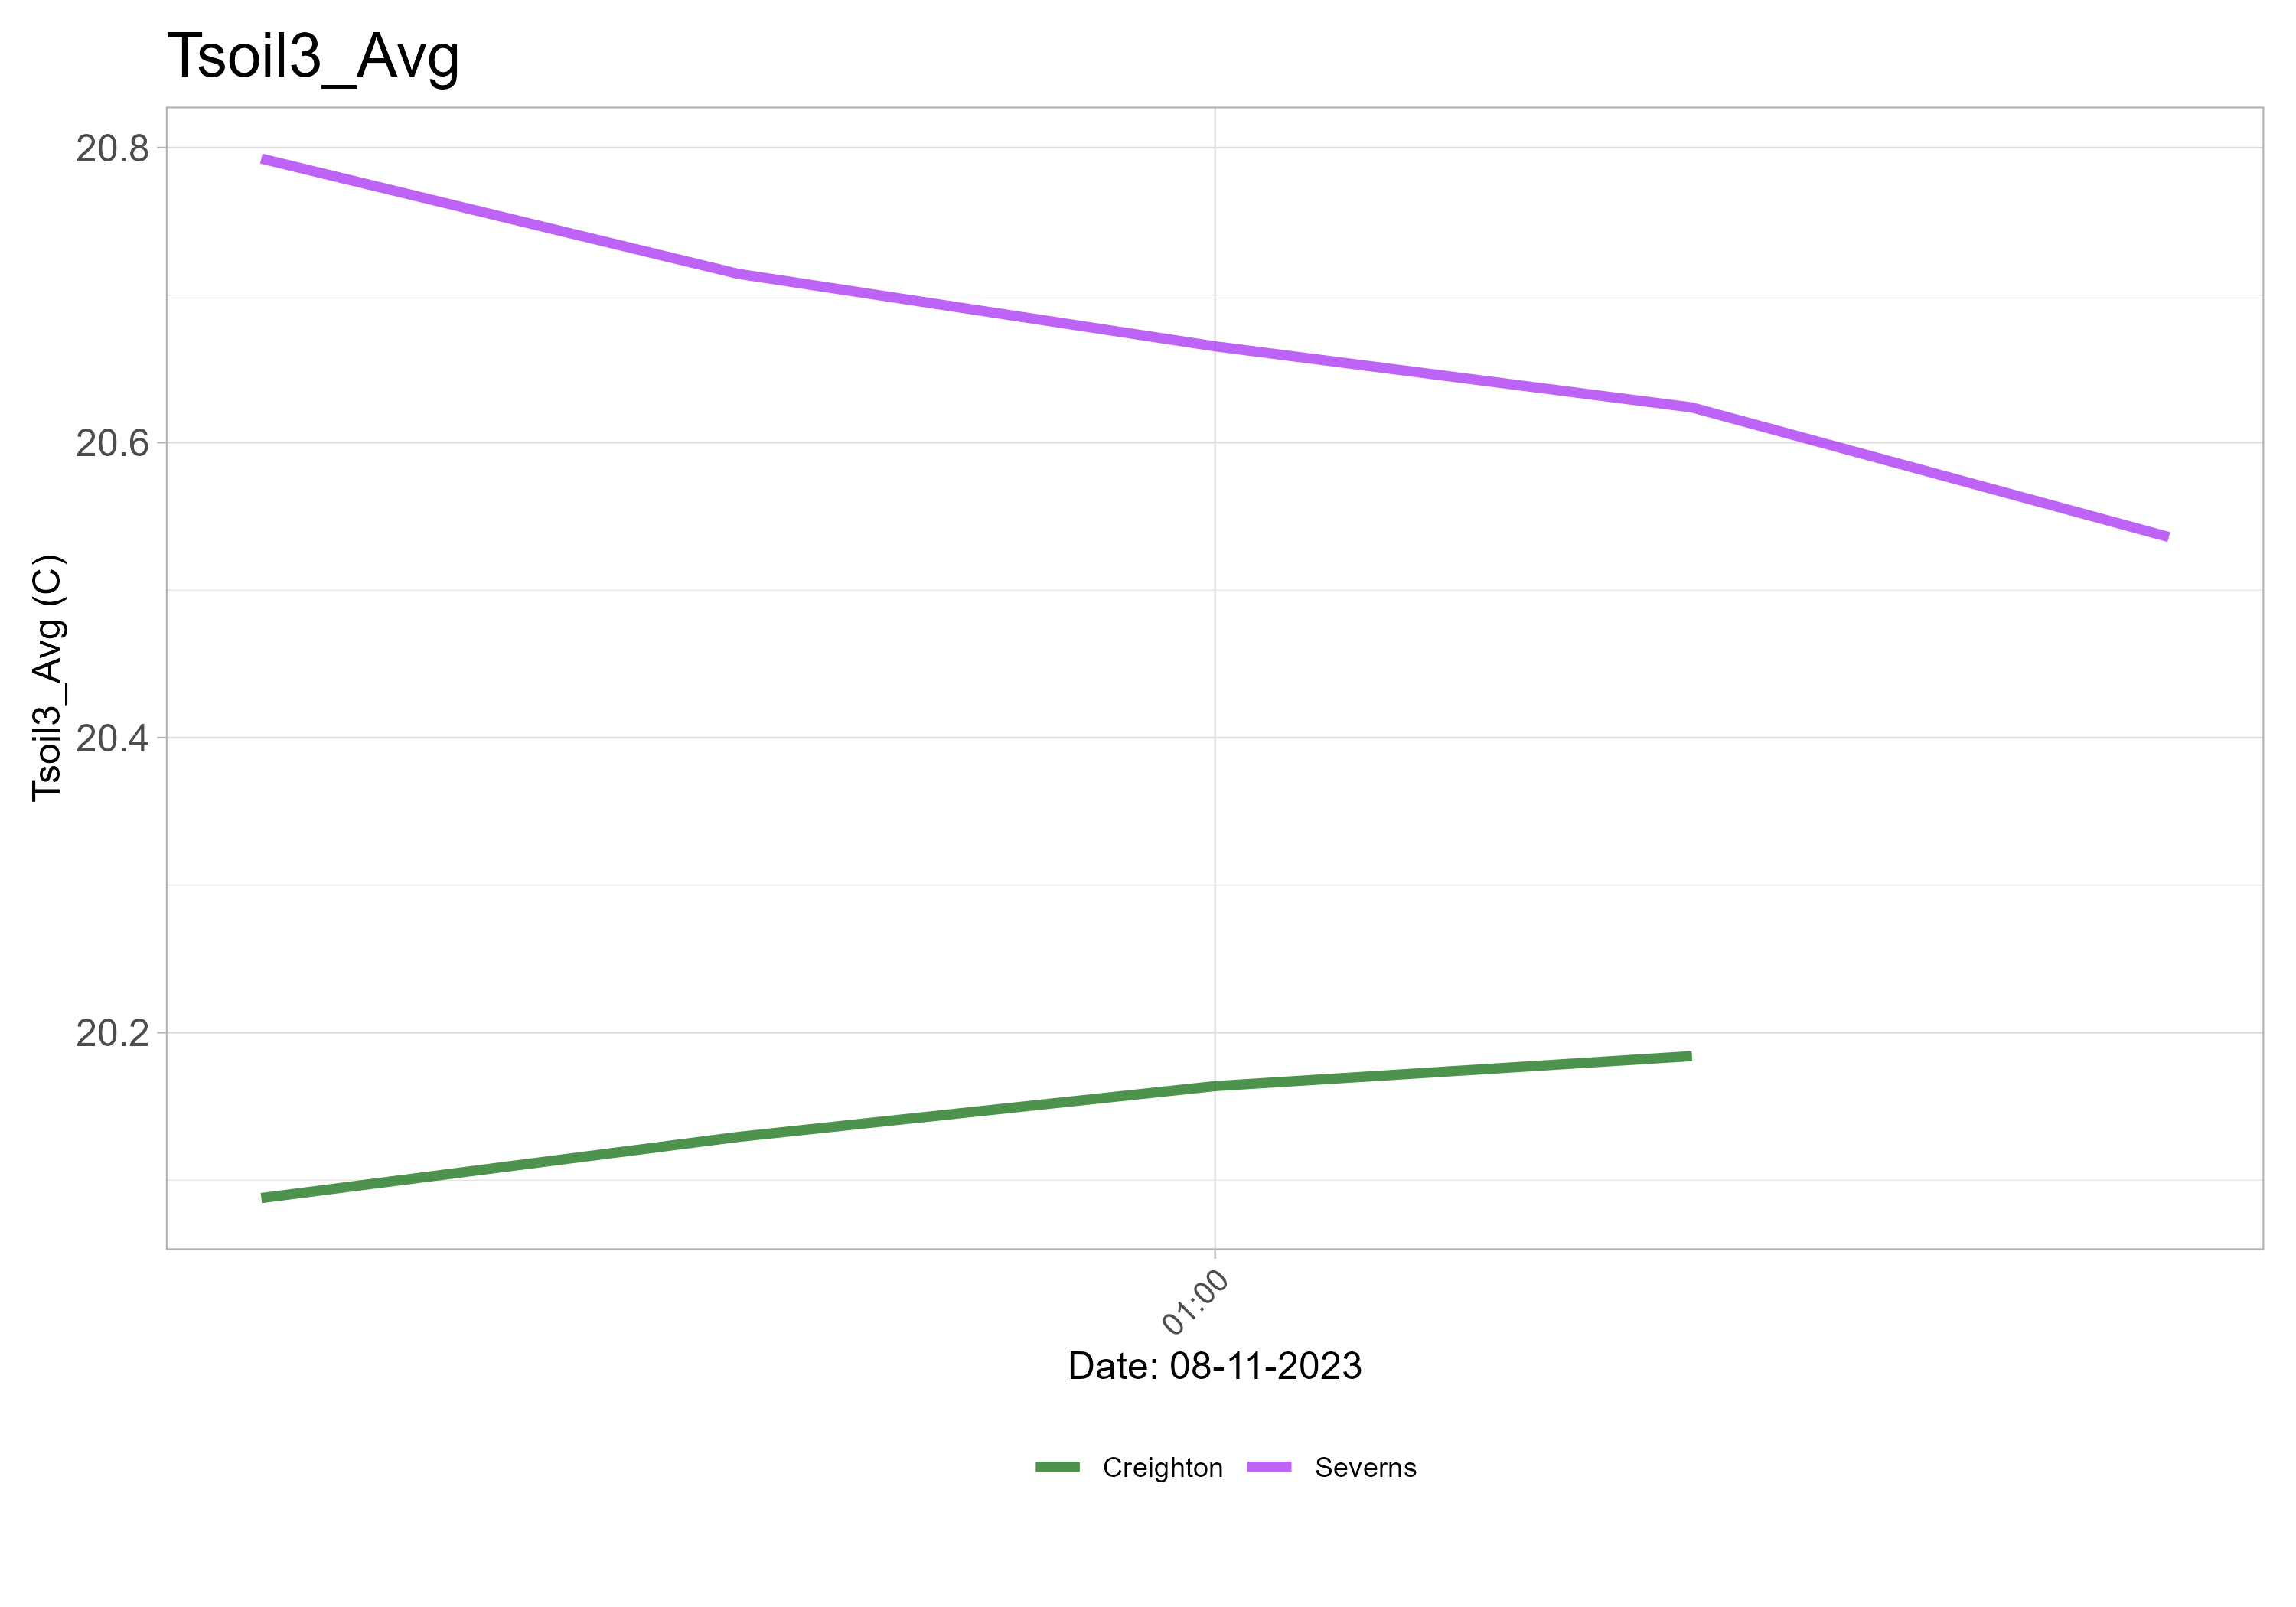 Tsoil3_Avg
Tsoil3_Avg (C)
20.8
20.6
20.4
20.2
01:00
Date: 08-11-2023
Creighton Severns